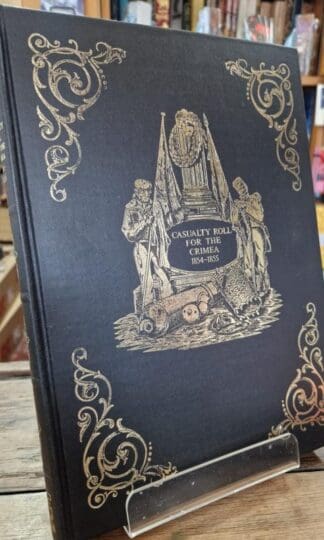 CASUALTY ROLL
FOR THE
CRIMEA
1854–1855